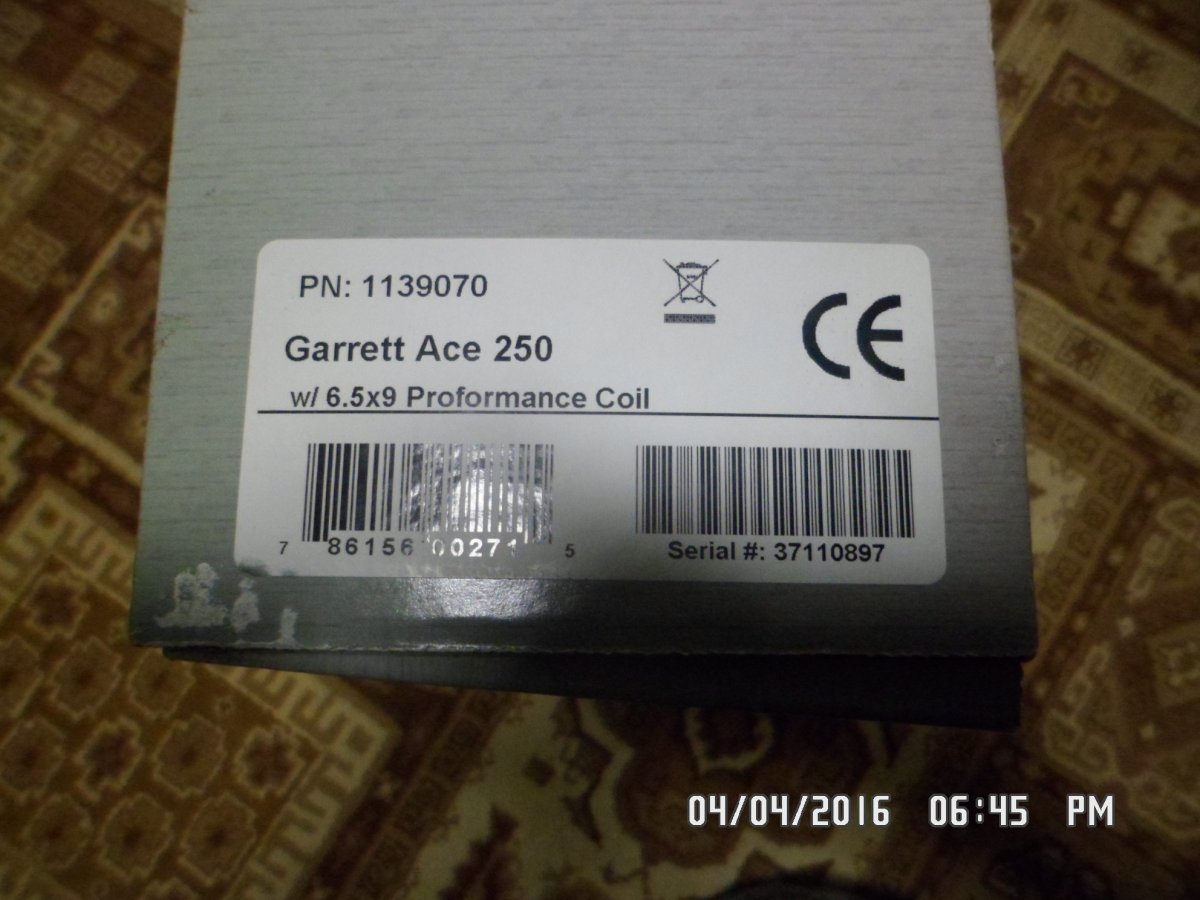 PN: 1139070
CE
Garrett Ace 250
w/ 6.5x9 Proformance Coil
7 86156 00271 5
Serial #: 37110897
04/04/2016 06:45 PM